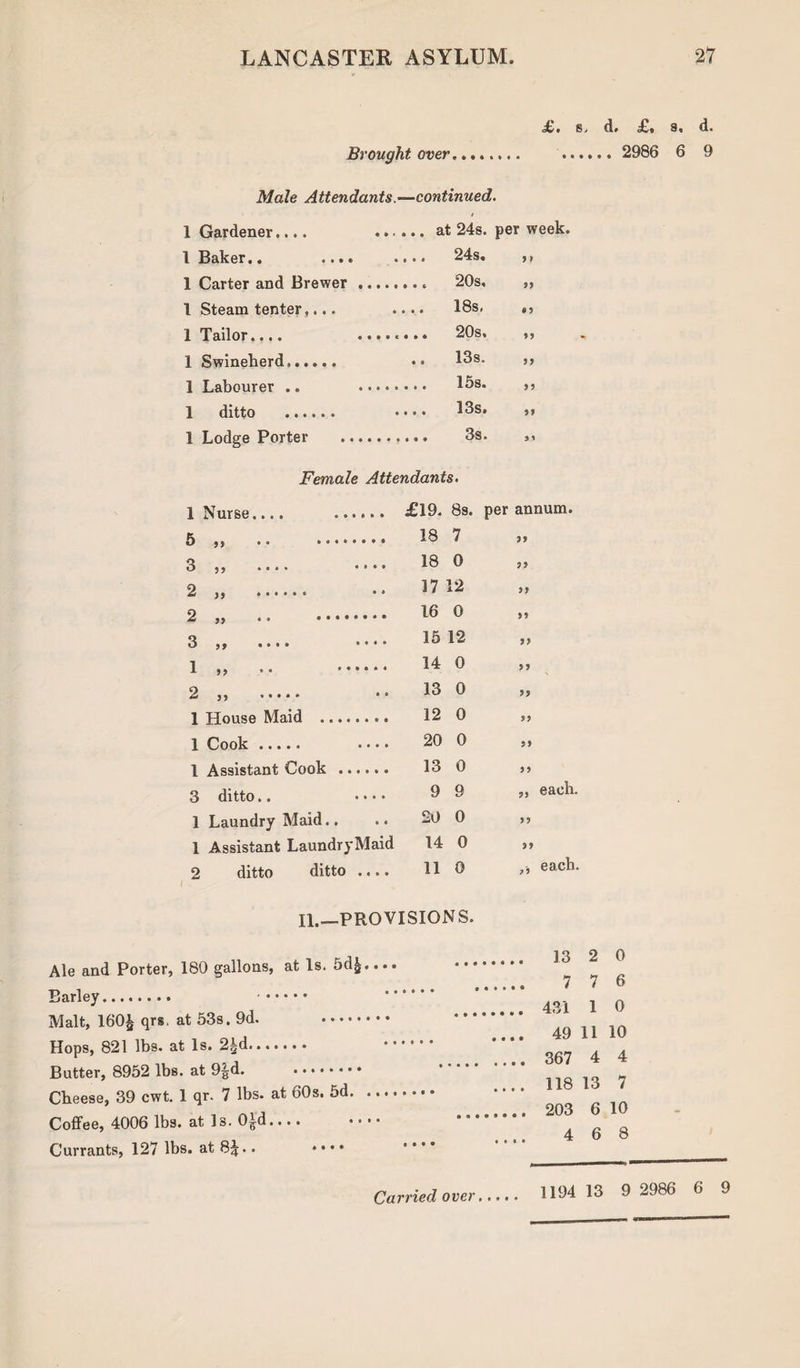 LANCASTER ASYLUM. 27
£. s. d. £. s. d.
Brought over........ ...... 2986 6 9
Male Attendants.—continued.
1 Gardener.... ...... at 24s. per week.
1 Baker.. .... .... 24s. ,,
1 Carter and Brewer ........ 20s. ,,
1 Steam tenter.... .... 18s. ,,
1 Tailor.... ........ 20s. ,,
1 Swineherd...... .. 13s. ,,
1 Labourer .. ........ 15s. ,,
1 ditto ...... .... 13s. ,,
1 Lodge Porter .......... 3s. ,,
Female Attendants.
1 Nurse.... ...... £19. 8s. per annum.
5 ,, .. ........ 18 7 ,,
3 ,, .... .... 18 0 ,,
2 ,, ...... .. 17 12 ,,
2 ,, .. ........ 16 0 ,,
3 ,, .... .... 15 12 ,,
1 ,, .. ...... 14 0 ,,
2 ,, ..... .. 13 0 ,,
1 House Maid ........ 12 0 ,,
1 Cook ..... .... 20 0 ,,
1 Assistant Cook ...... 13 0 ,,
3 ditto.. .... 9 9 ,, each.
1 Laundry Maid.. .. 20 0 ,,
1 Assistant LaundryMaid 14 0 ,,
2 ditto ditto .... 11 0 ,, each.
II.—PROVISIONS.
Ale and Porter, 180 gallons, at 1s. 5d½.... ........ 13 2 0
Barley........ ...... ...... ...... 7 7 6
Malt, 160½ qrs. at 53s. 9d. ........ ........ 431 1 0
Hops, 821 lbs. at 1s. 2½d....... ...... .... 49 11 10
Butter, 8952 lbs. at 9¾d. ........ ..... .... 367 4 4
Cheese, 39 cwt. 1 qr. 7 lbs. at 60s. 5d. ......... .... 118 13 7
Coffee, 4006 lbs. at 1s. 0¼d.... .... ........ 203 6 10
Currants, 127 lbs. at 8¼.. .... .... .... 4 6 8
Carried over..... 1194 13 9 2986 6 9